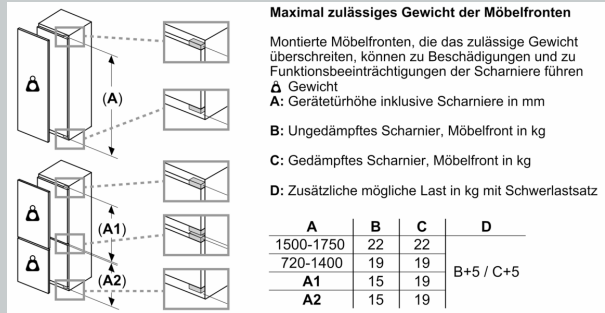 Maximal zulässiges Gewicht der Möbelfronten
Montierte Möbelfronten, die das zulässige Gewicht
überschreiten, können zu Beschädigungen und zu
Funktionsbeeinträchtigungen der Scharniere führen
Gewicht
A: Gerätetürhöhe inklusive Scharniere in mm
B: Ungedämpftes Scharnier, Möbelfront in kg
C: Gedämpftes Scharnier, Möbelfront in kg
D: Zusätzliche mögliche Last in kg mit Schwerlastsatz
(A)
(A1)
(A2)
A B C D
1500-1750 22 22
720-1400 19 19
B+5 / C+5
A1 15 19
A2 15 19